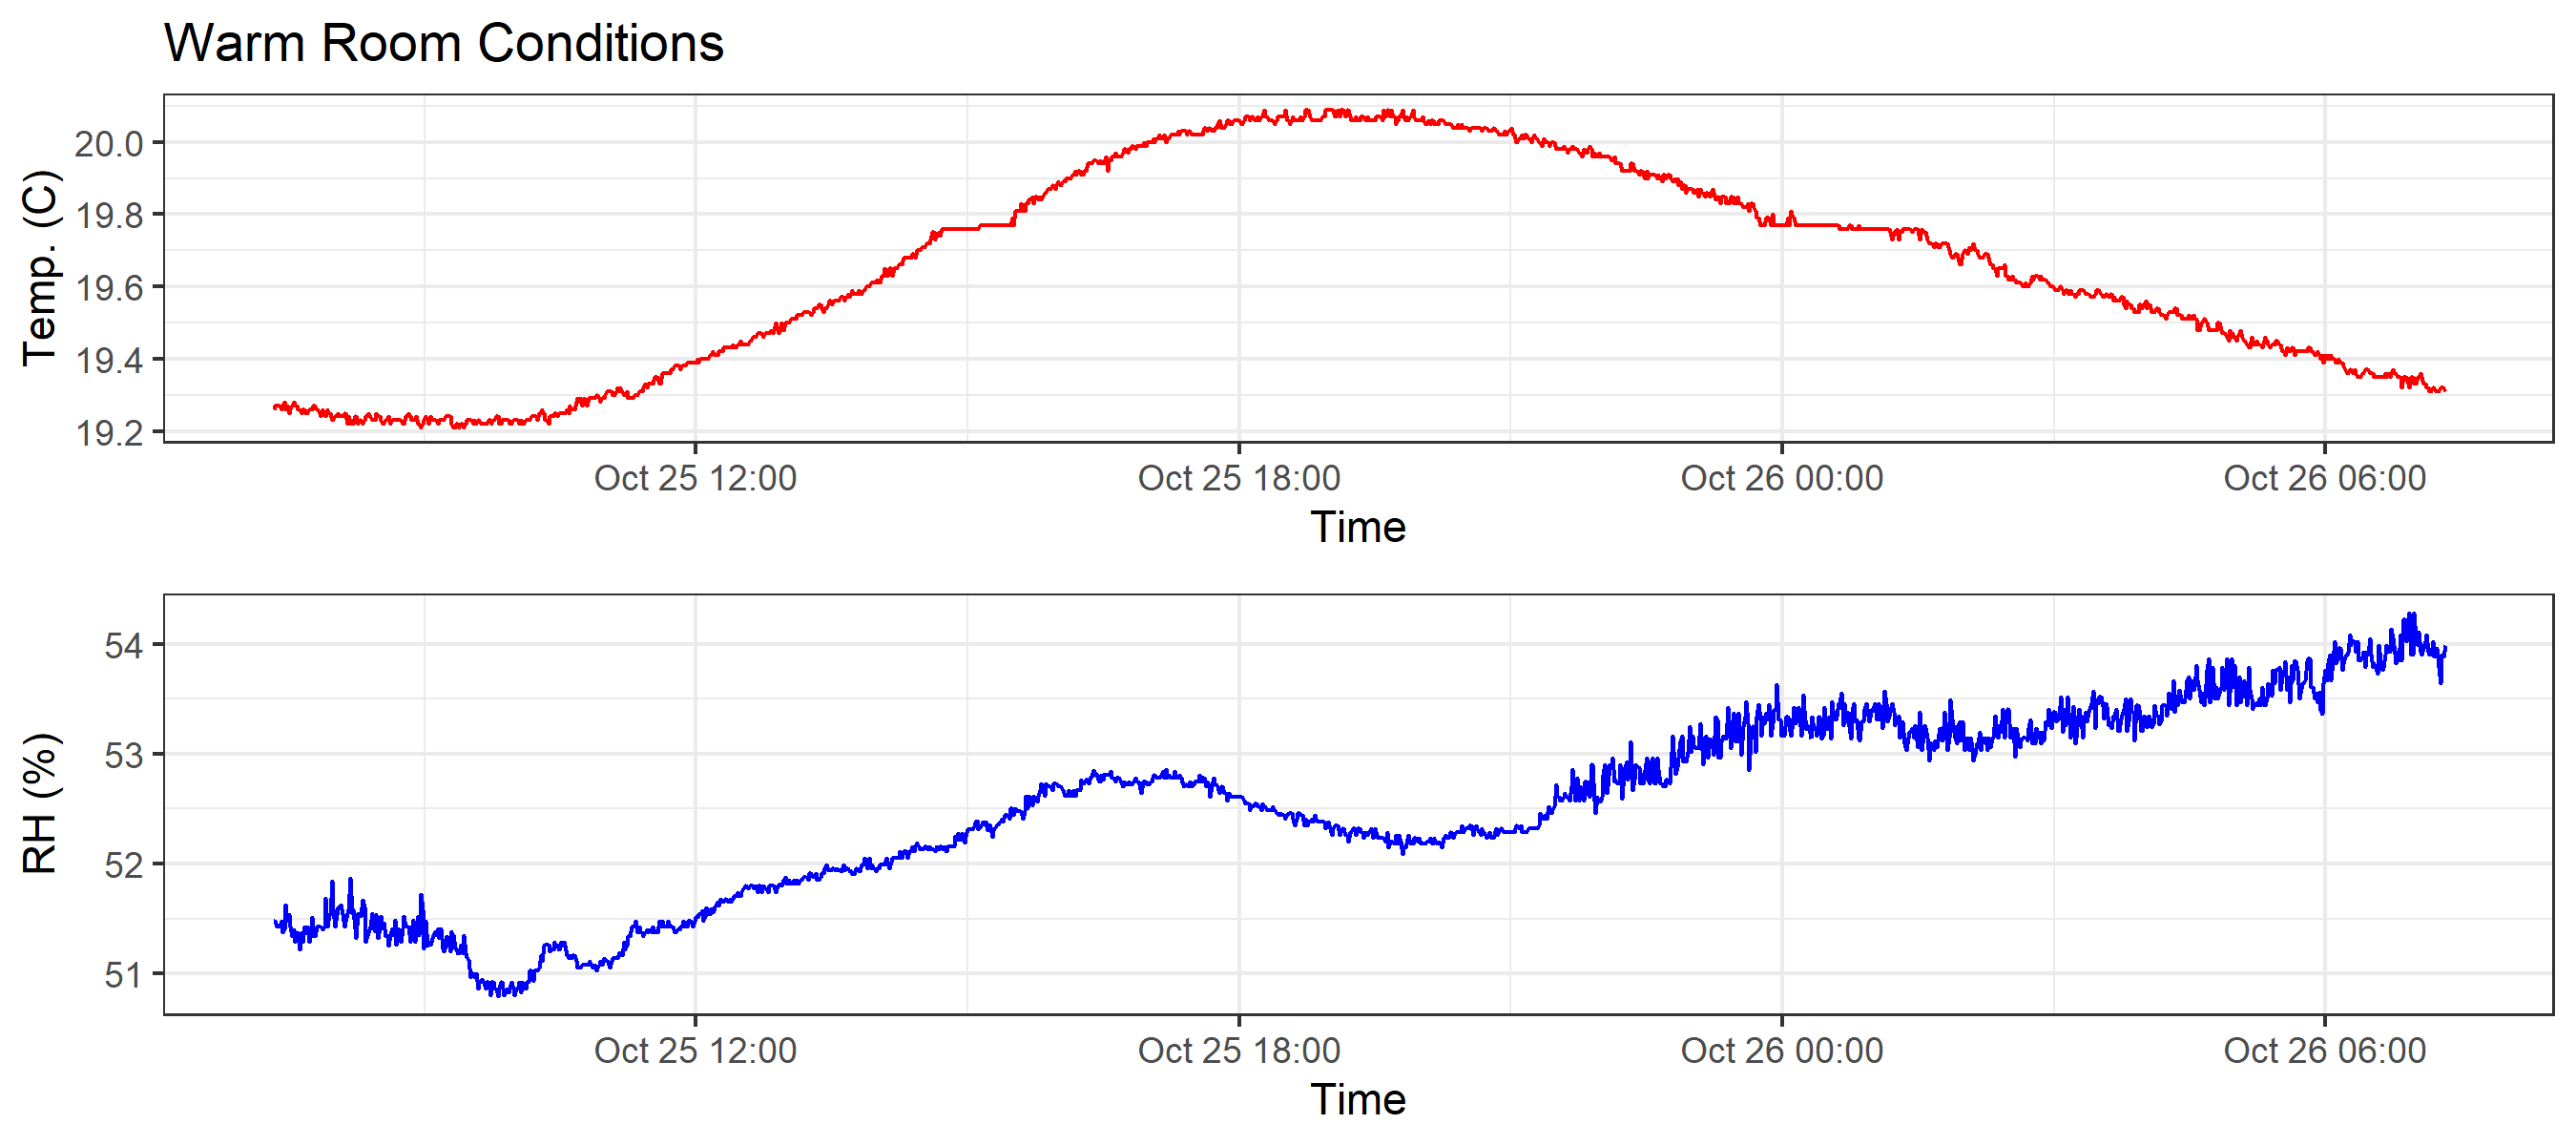 Warm Room Conditions
Temp. (C)
20.0
19.8
19.6
19.4
19.2
Oct 25 12:00 Oct 25 18:00 Oct 26 00:00 Oct 26 06:00
Time
RH (%)
54
53
52
51
Oct 25 12:00 Oct 25 18:00 Oct 26 00:00 Oct 26 06:00
Time